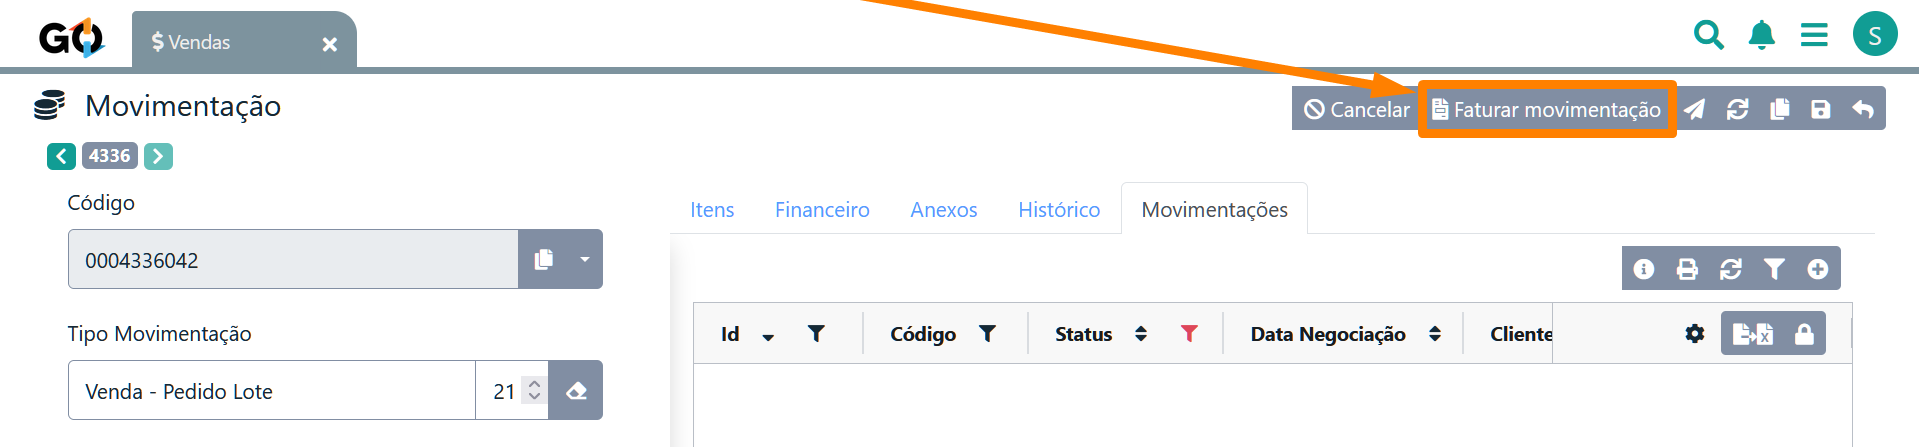 GO
$ Vendas
S
Movimentação
Cancelar
Faturar movimentação
4336
Código
0004336042
Tipo Movimentação
Venda - Pedido Lote
21
Itens
Financeiro
Anexos
Histórico
Movimentações
Id
Código
Status
Data Negociação
Cliente